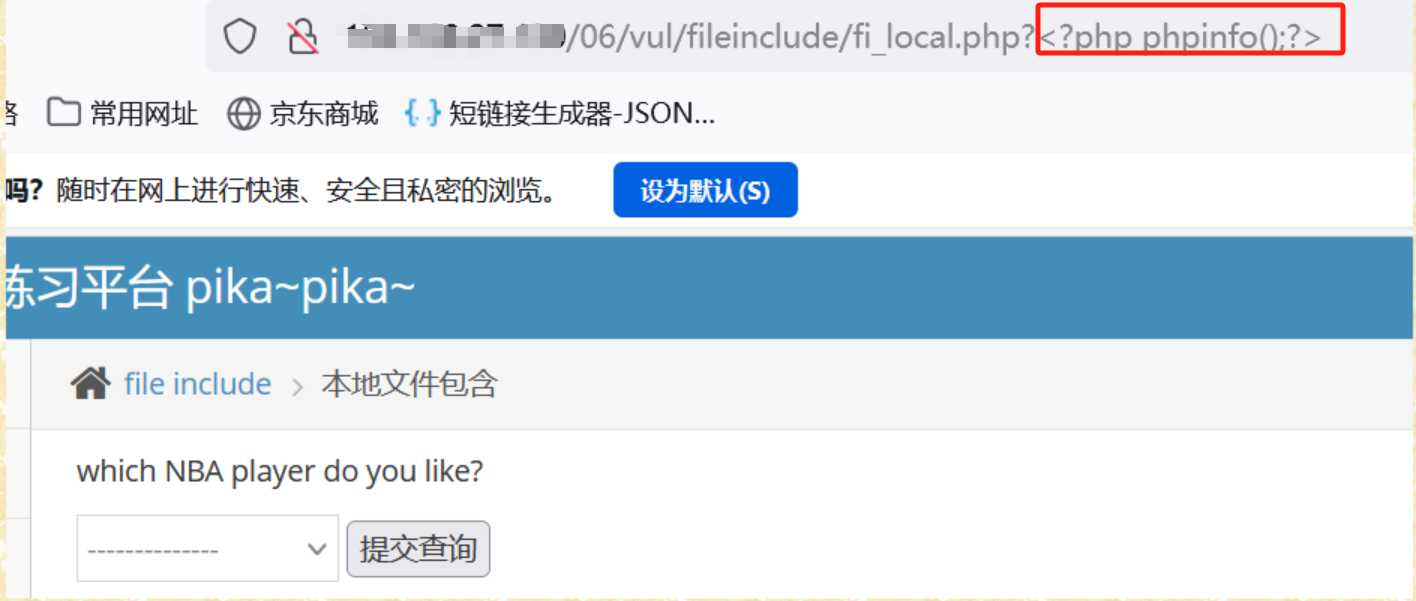 /06/vul/fileinclude/fi_local.php?<?php phpinfo();?>
常用网址 京东商城 {} 短链接生成器-JSON...
吗？随时在网上进行快速、安全且私密的浏览。 设为默认(S)
练习平台 pika~pika~
file include > 本地文件包含
which NBA player do you like?
-------------- 提交查询